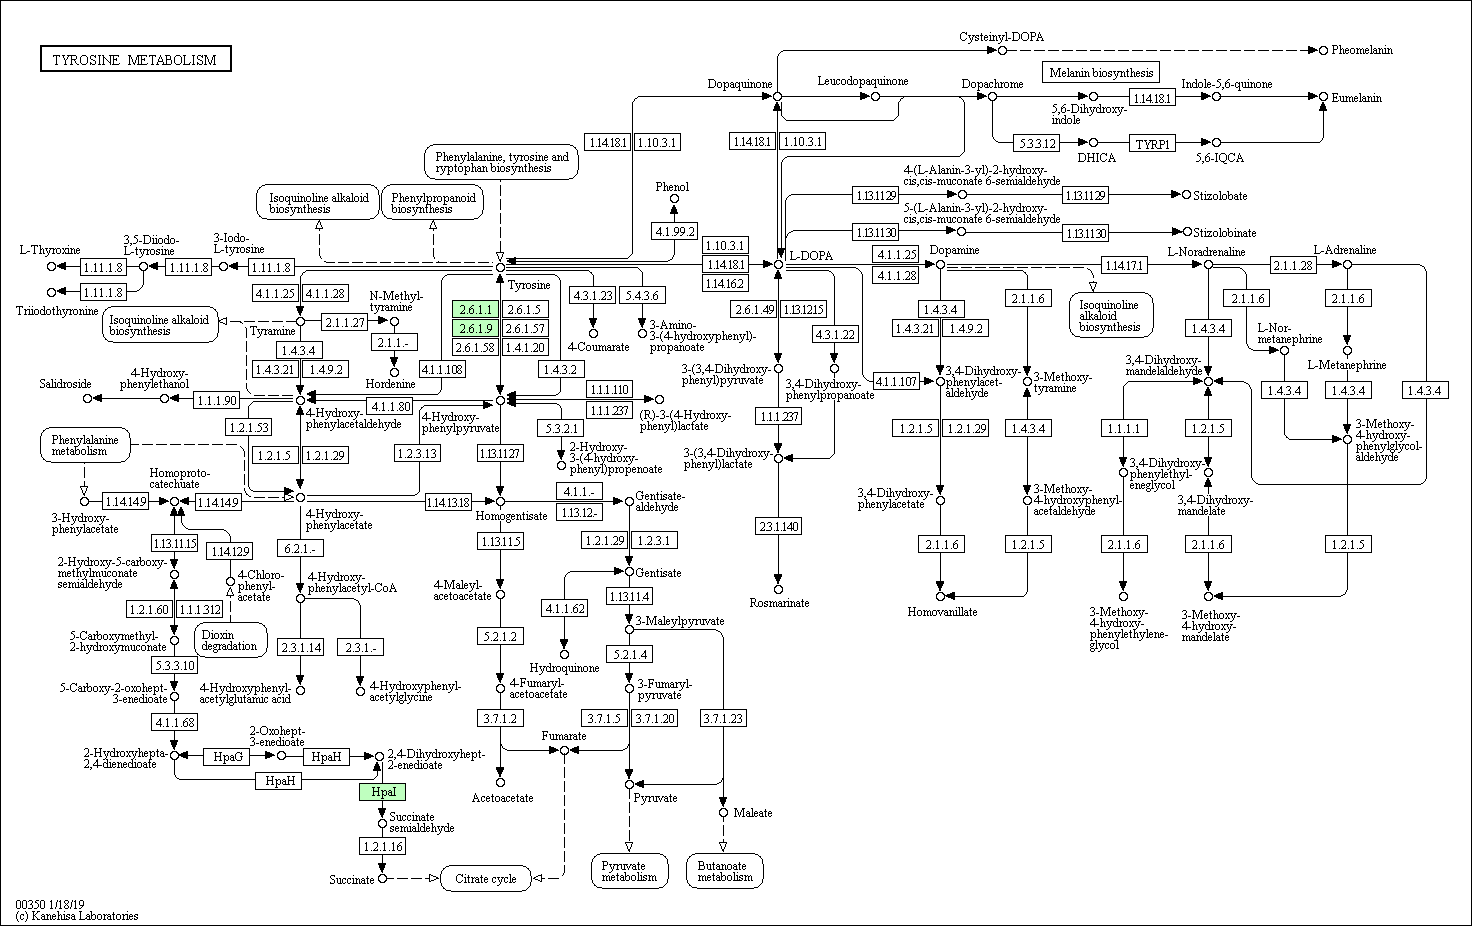 TYROSINE METABOLISM
Cysteinyl-DOPA
Pheomelanin
Melanin biosynthesis
Dopaquinone
Leucodopaquinone
Dopachrome
Indole-5,6-quinone
1.14.18.1
Eumelanin
5,6-Dihydroxy-
indole
1.14.18.1
1.10.3.1
1.14.18.1
1.10.3.1
5.3.3.12
TYRP1
DHICA
5,6-IQCA
Phenylalanine, tyrosine and
ryptophan biosynthesis
Isoquinoline alkaloid
biosynthesis
Phenylpropanoid
biosynthesis
Phenol
4.1.99.2
4-(L-Alanin-3-yl)-2-hydroxy-
cis,cis-muconate 6-semialdehyde
1.13.11.29
1.13.11.29
Stizolobate
5-(L-Alanin-3-yl)-2-hydroxy-
cis,cis-muconate 6-semialdehyde
1.13.11.30
1.13.11.30
Stizolobinate
L-Thyroxine
3,5-Diiodo-
L-tyrosine
3-Iodo-
L-tyrosine
1.11.1.8
1.11.1.8
1.11.1.8
1.11.1.8
Triiodothyronine
1.10.3.1
1.14.18.1
1.14.16.2
L-DOPA
4.1.1.25
4.1.1.28
Dopamine
1.14.17.1
L-Noradrenaline
2.1.1.28
L-Adrenaline
Tyrosine
4.1.1.25
4.1.1.28
N-Methyl-
tyramine
Isoquinoline alkaloid
biosynthesis
Tyramine
2.1.1.27
2.1.1.-
Hordenine
2.6.1.1
2.6.1.5
2.6.1.9
2.6.1.57
2.6.1.58
1.4.1.20
4.1.1.108
1.4.3.2
4.3.1.23
5.4.3.6
4-Coumarate
3-Amino-
3-(4-hydroxyphenyl)-
propanoate
2.6.1.49
1.13.12.15
4.3.1.22
1.4.3.4
1.4.3.21
1.4.9.2
2.1.1.6
Isoquinoline
alkaloid
biosynthesis
2.1.1.6
2.1.1.6
1.4.3.4
L-Nor-
metanephrine
L-Metanephrine
1.4.3.4
1.4.3.21
1.4.9.2
Salidroside
4-Hydroxy-
phenylethanol
1.1.1.90
4-Hydroxy-
phenylacetaldehyde
4.1.1.80
4-Hydroxy-
phenylpyruvate
1.1.1.110
1.1.1.237
(R)-3-(4-Hydroxy-
phenyl)lactate
3-(3,4-Dihydroxy-
phenyl)pyruvate
3,4-Dihydroxy-
phenylpropanoate
4.1.1.107
3,4-Dihydroxy-
phenylacet-
aldehyde
3-Methoxy-
tyramine
3,4-Dihydroxy-
mandelaldehyde
1.4.3.4
1.4.3.4
1.4.3.4
1.2.1.53
5.3.2.1
1.1.1.237
1.2.1.5
1.2.1.29
1.4.3.4
1.1.1.1
1.2.1.5
3-Methoxy-
4-hydroxy-
phenylglycol-
aldehyde
Phenylalanine
metabolism
1.2.1.5
1.2.1.29
1.2.3.13
1.13.11.27
2-Hydroxy-
3-(4-hydroxy-
phenyl)propenoate
3-(3,4-Dihydroxy-
phenyl)lactate
3,4-Dihydroxy-
phenylethyl-
eneglycol
Homoproto-
catechuate
1.14.14.9
1.14.14.9
3-Hydroxy-
phenylacetate
4-Hydroxy-
phenylacetate
1.14.13.18
Homogentisate
4.1.1.-
1.13.12.-
Gentisate-
aldehyde
3,4-Dihydroxy-
phenylacetate
3-Methoxy-
4-hydroxyphenyl-
acetaldehyde
3,4-Dihydroxy-
mandelate
2.3.1.140
1.13.11.15
1.14.12.9
6.2.1.-
1.13.11.5
1.2.1.29
1.2.3.1
2.1.1.6
1.2.1.5
2.1.1.6
2.1.1.6
1.2.1.5
2-Hydroxy-5-carboxy-
methylmuconate
semialdehyde
4-Chloro-
phenyl-
acetate
4-Hydroxy-
phenylacetyl-CoA
4-Maleyl-
acetoacetate
Gentisate
1.13.11.4
4.1.1.62
Rosmarinate
Homovanillate
3-Methoxy-
4-hydroxy-
phenylethylene-
glycol
3-Methoxy-
4-hydroxy-
mandelate
1.2.1.60
1.1.1.312
Dioxin
degradation
5-Carboxymethyl-
2-hydroxymuconate
2.3.1.14
2.3.1.-
5.2.1.2
3-Maleylpyruvate
5.2.1.4
Hydroquinone
5.3.3.10
5-Carboxy-2-oxohept-
3-enedioate
4-Hydroxyphenyl-
acetylglutamic acid
4-Hydroxyphenyl-
acetylglycine
4-Fumaryl-
acetoacetate
3-Fumaryl-
pyruvate
4.1.1.68
3.7.1.2
3.7.1.5
3.7.1.20
3.7.1.23
2-Oxohept-
3-enedioate
Fumarate
2-Hydroxyhepta-
2,4-dienedioate
HpaG
HpaH
2,4-Dihydroxyhept-
2-enedioate
HpaH
HpaI
Acetoacetate
Pyruvate
Maleate
Succinate
semialdehyde
1.2.1.16
Succinate
Citrate cycle
Pyruvate
metabolism
Butanoate
metabolism
00350 1/18/19
(c) Kanehisa Laboratories